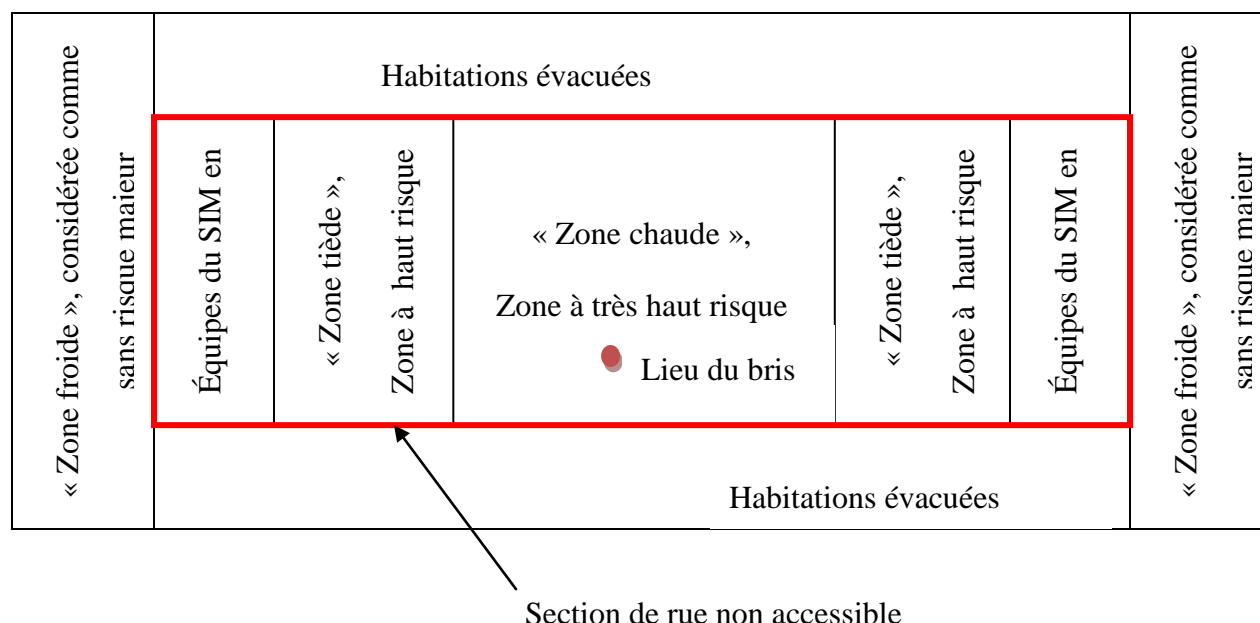 « Zone froide », considérée comme
sans risque maieur
Habitations évacuées
Équipes du SIM en
« Zone tiède »,
Zone à haut risque
« Zone chaude »,
Zone à très haut risque
Lieu du bris
« Zone tiède »,
Zone à haut risque
Équipes du SIM en
« Zone froide », considérée comme
sans risque maieur
Habitations évacuées
Section de rue non accessible